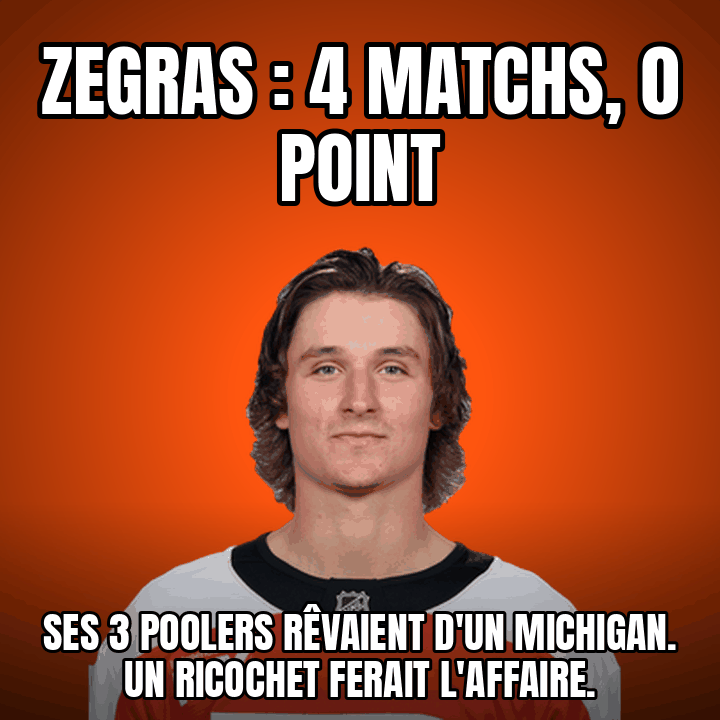 ZEGRAS : 4 MATCHS, 0
POINT
SES 3 POOLERS RÊVAIENT D'UN MICHIGAN.
UN RICOCHET FERAIT L'AFFAIRE.